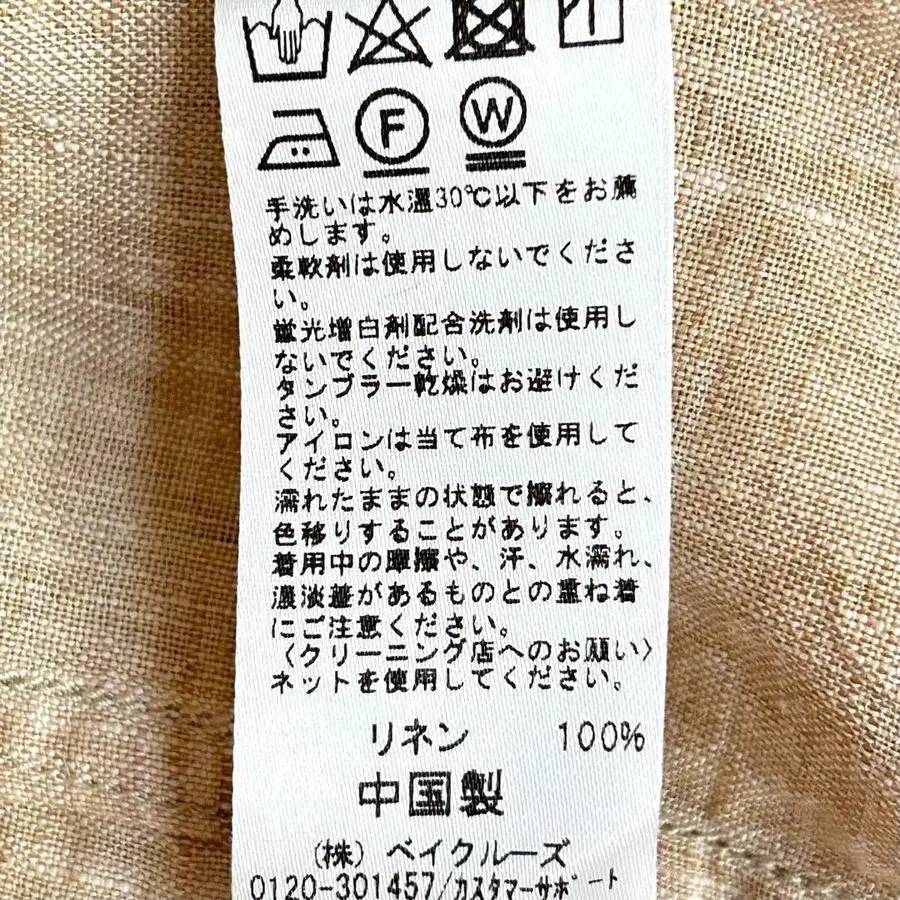 F
W
手洗いは水温30℃以下をお薦
めします。
柔軟剤は使用しないでくださ
い。
蛍光増白剤配合洗剤は使用し
ないでください。
タンブラー乾燥はお避けくだ
さい。
アイロンは当て布を使用して
ください。
濡れたままの状態で擦れると、
色移りすることがあります。
着用中の摩擦や、汗、水濡れ、
濃淡差があるものとの重ね着
にご注意ください。
〈クリーニング店へのお願い〉
ネットを使用してください。
リネン 100%
中国製
(株) ベイクルーズ
0120-301457/カスタマーサポート